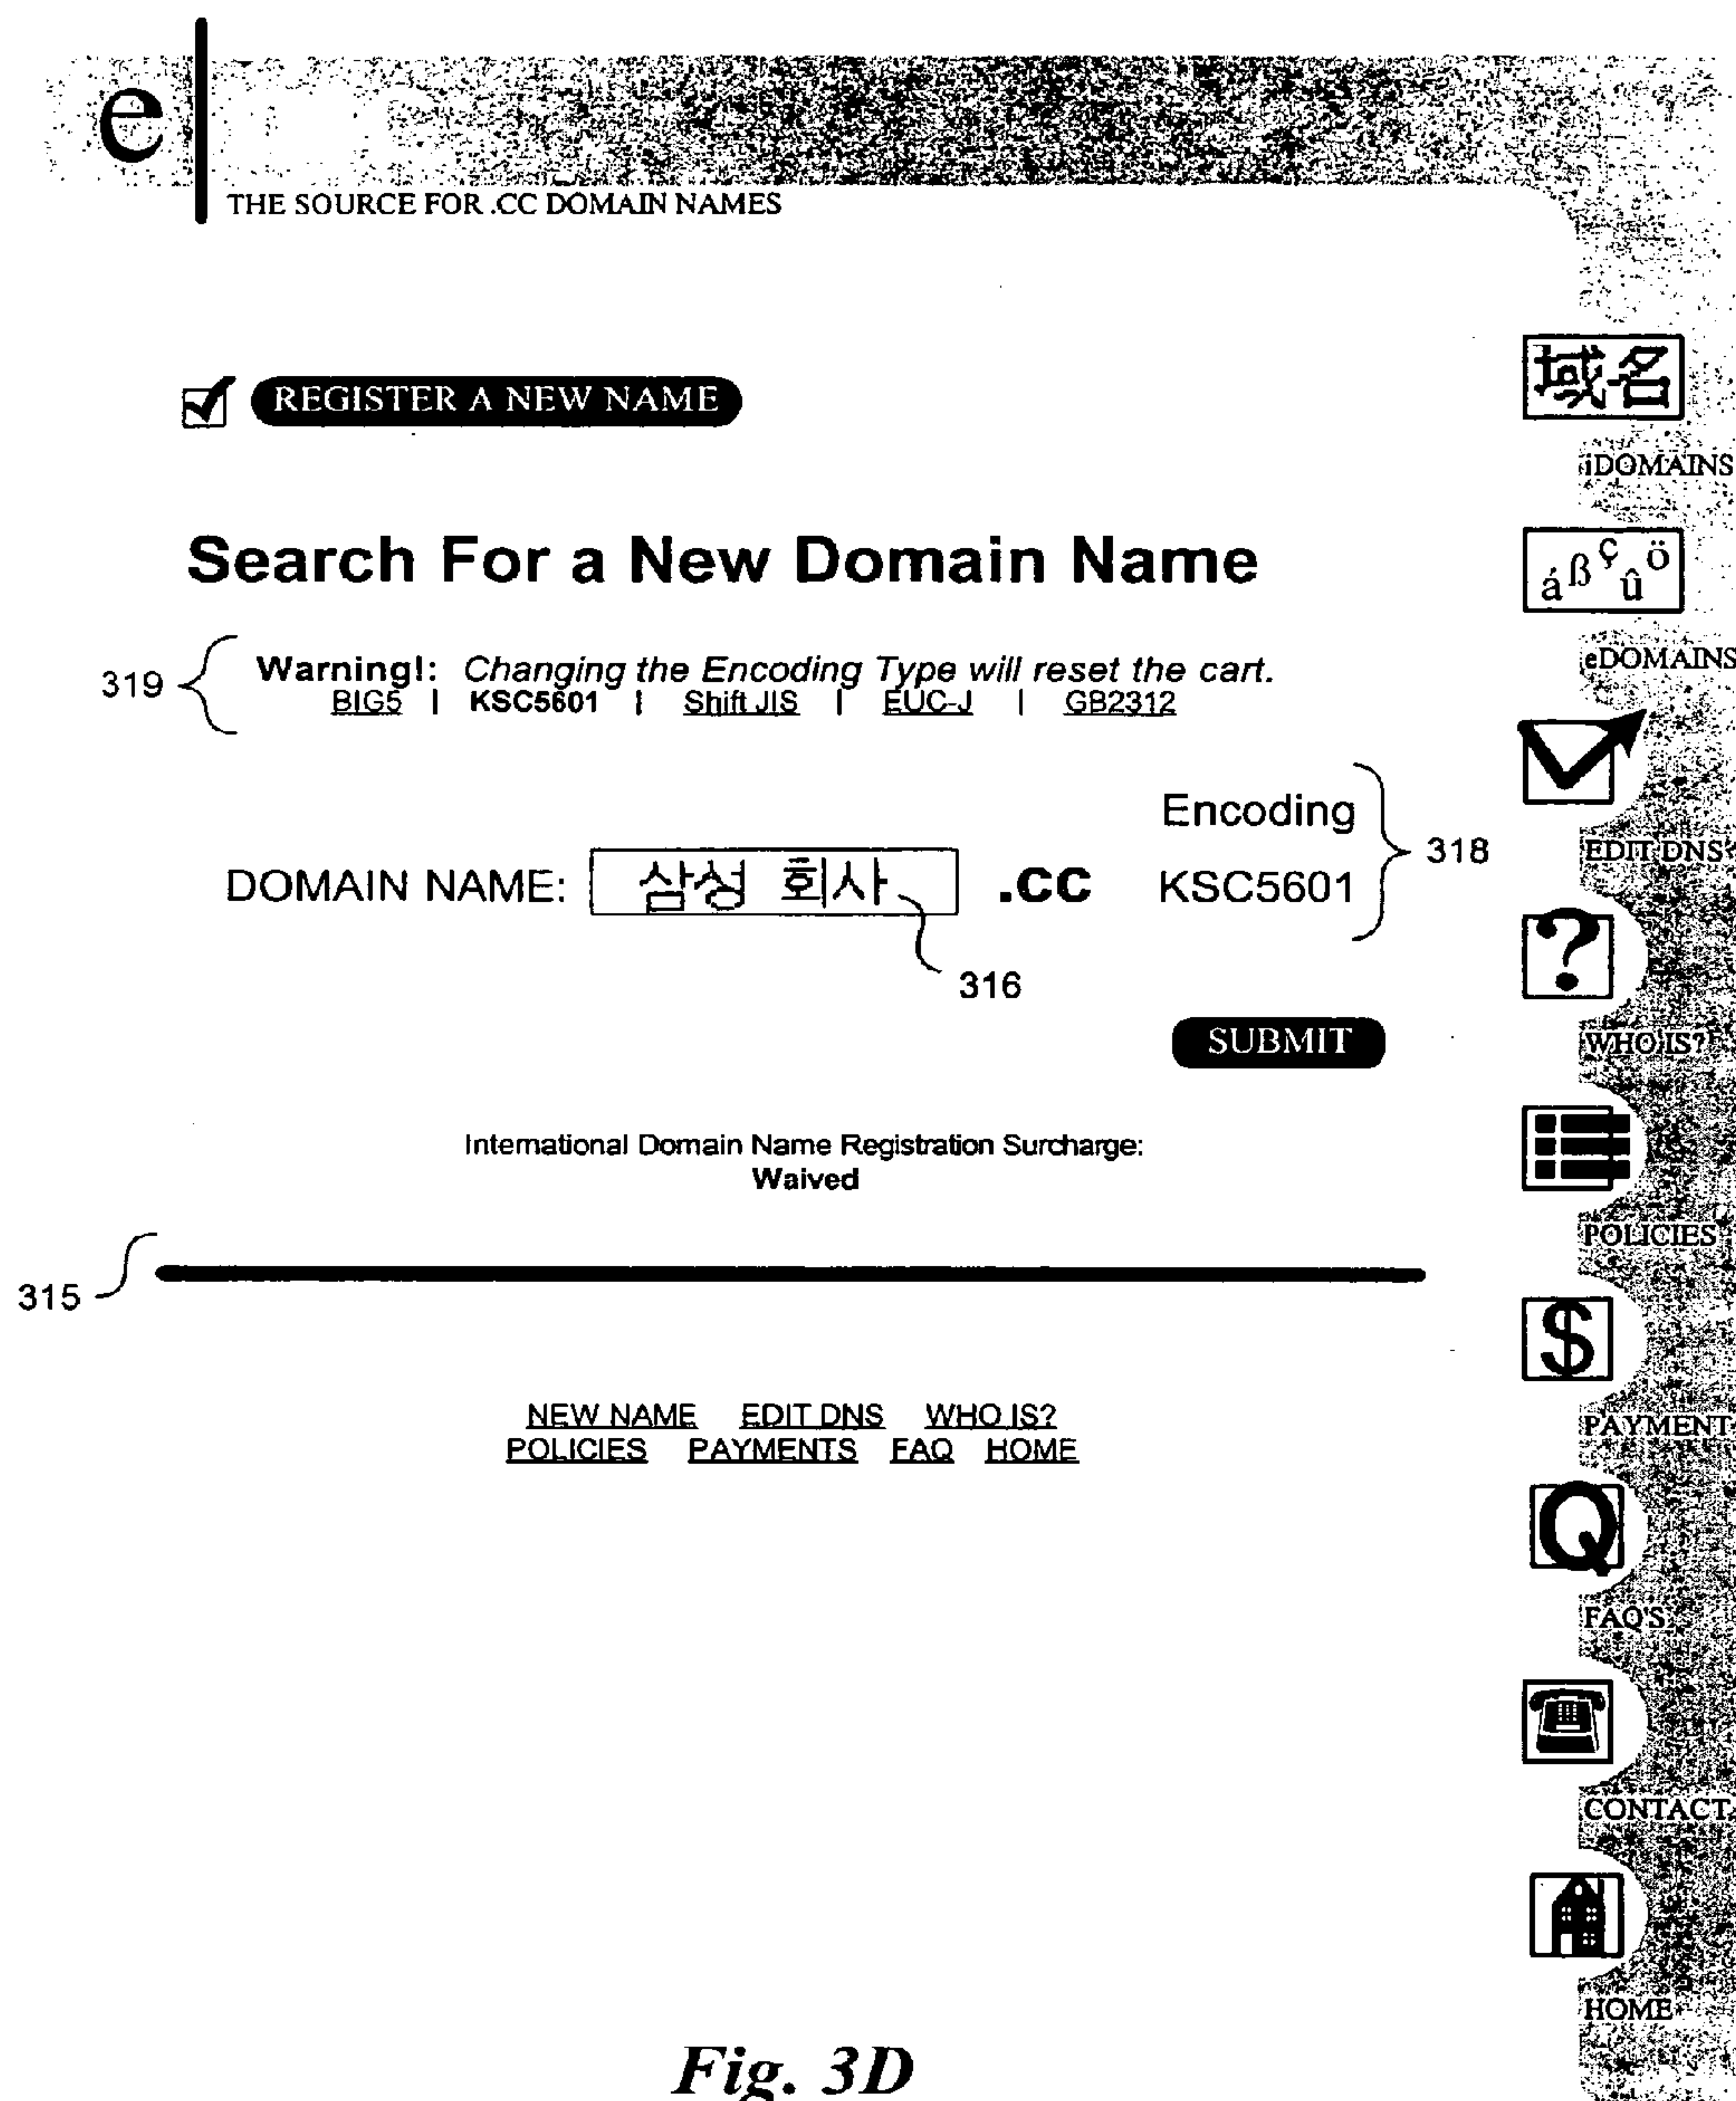 e
THE SOURCE FOR .CC DOMAIN NAMES
REGISTER A NEW NAME
Search For a New Domain Name
319
Warning!: Changing the Encoding Type will reset the cart.
BIG5 | KSC5601 | Shift JIS | EUC-J | GB2312
Encoding
318
DOMAIN NAME: 삼성 회사 .cc KSC5601
316
SUBMIT
International Domain Name Registration Surcharge:
Waived
315
NEW NAME EDIT DNS WHO IS?
POLICIES PAYMENTS FAQ HOME
域名
iDOMAINS
á ß ç û ö
eDOMAINS
EDIT DNS
?
WHO IS?
POLICIES
$
PAYMENT
Q
FAQ'S
CONTACT
HOME
Fig. 3D